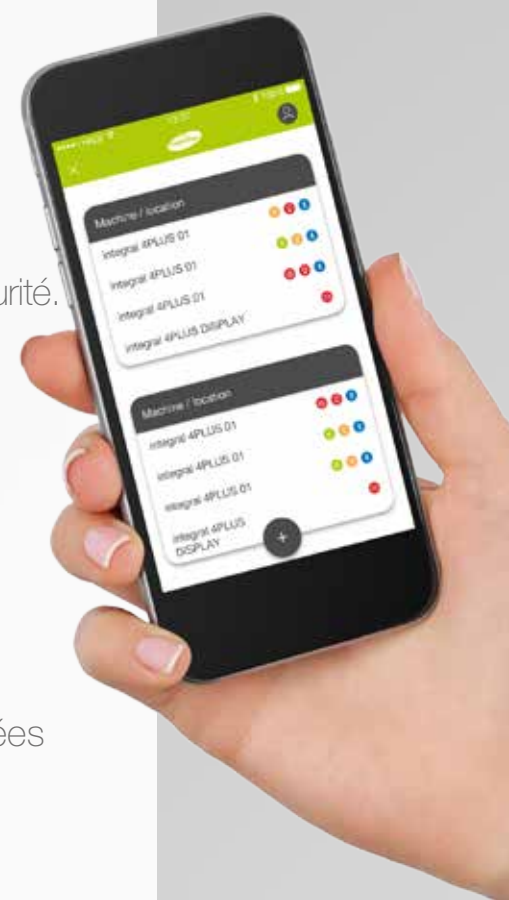 urité.
Machine / location
integral 4PLUS 01
integral 4PLUS 01
integral 4PLUS 01
integral 4PLUS DISPLAY
Machine / location
integral 4PLUS 01
integral 4PLUS 01
integral 4PLUS 01
integral 4PLUS
DISPLAY
+
ées